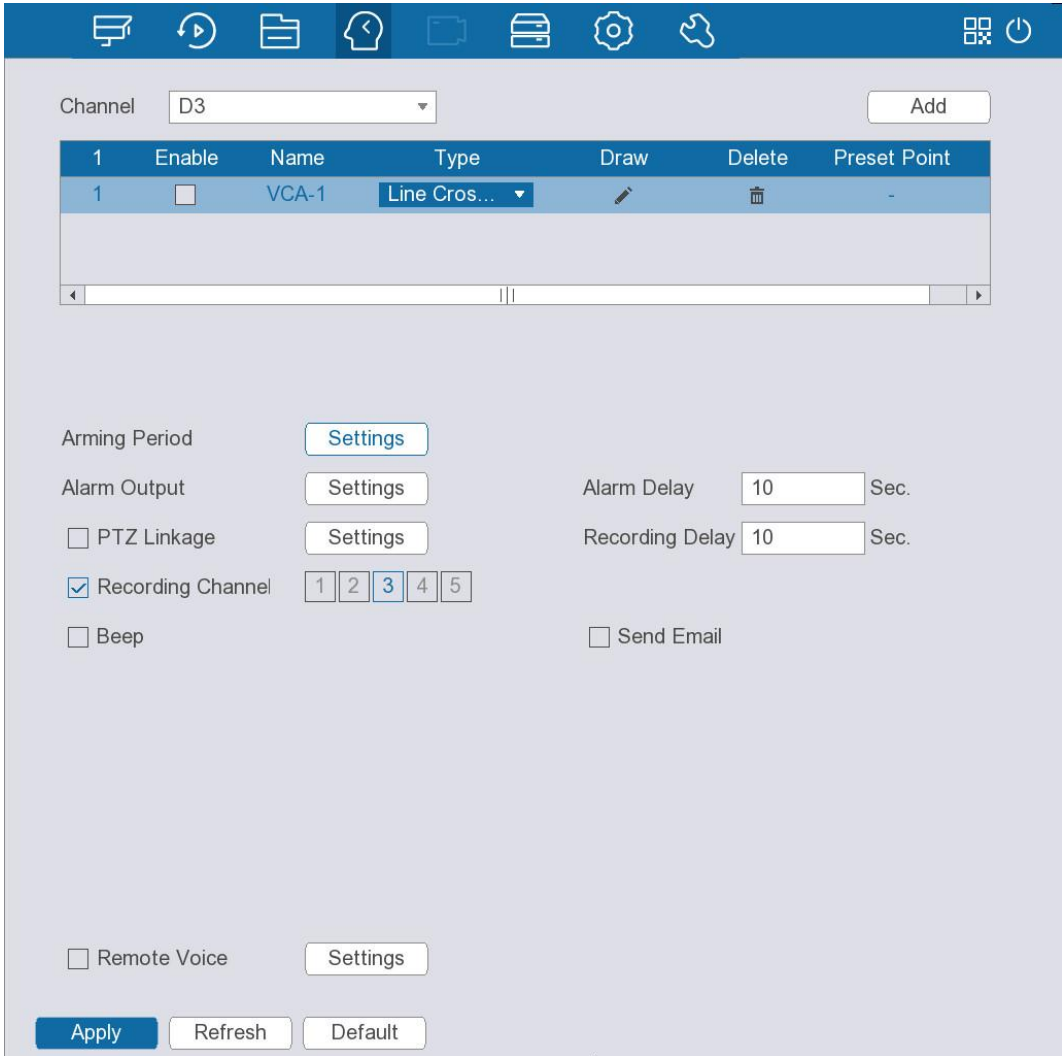 Channel D3 Add
1 Enable Name Type Draw Delete Preset Point
1 VCA-1 Line Cros... -
Arming Period Settings
Alarm Output Settings Alarm Delay 10 Sec.
PTZ Linkage Settings Recording Delay 10 Sec.
Recording Channel 1 2 3 4 5
Beep Send Email
Remote Voice Settings
Apply Refresh Default